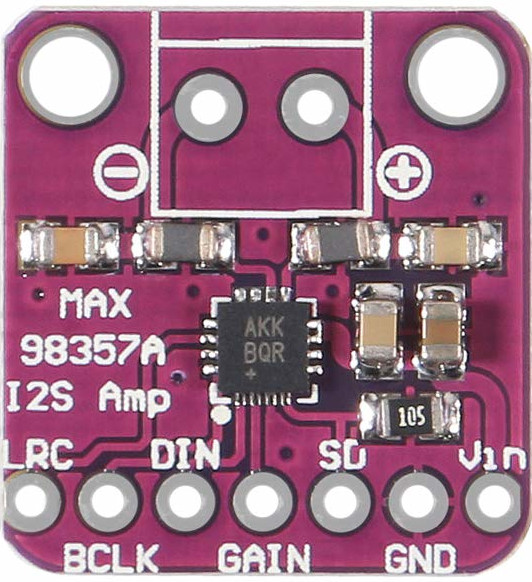 MAX
98357A
I2S Amp
AKK
BQR
+
105
LRC DIN SD Vin
BCLK GAIN GND